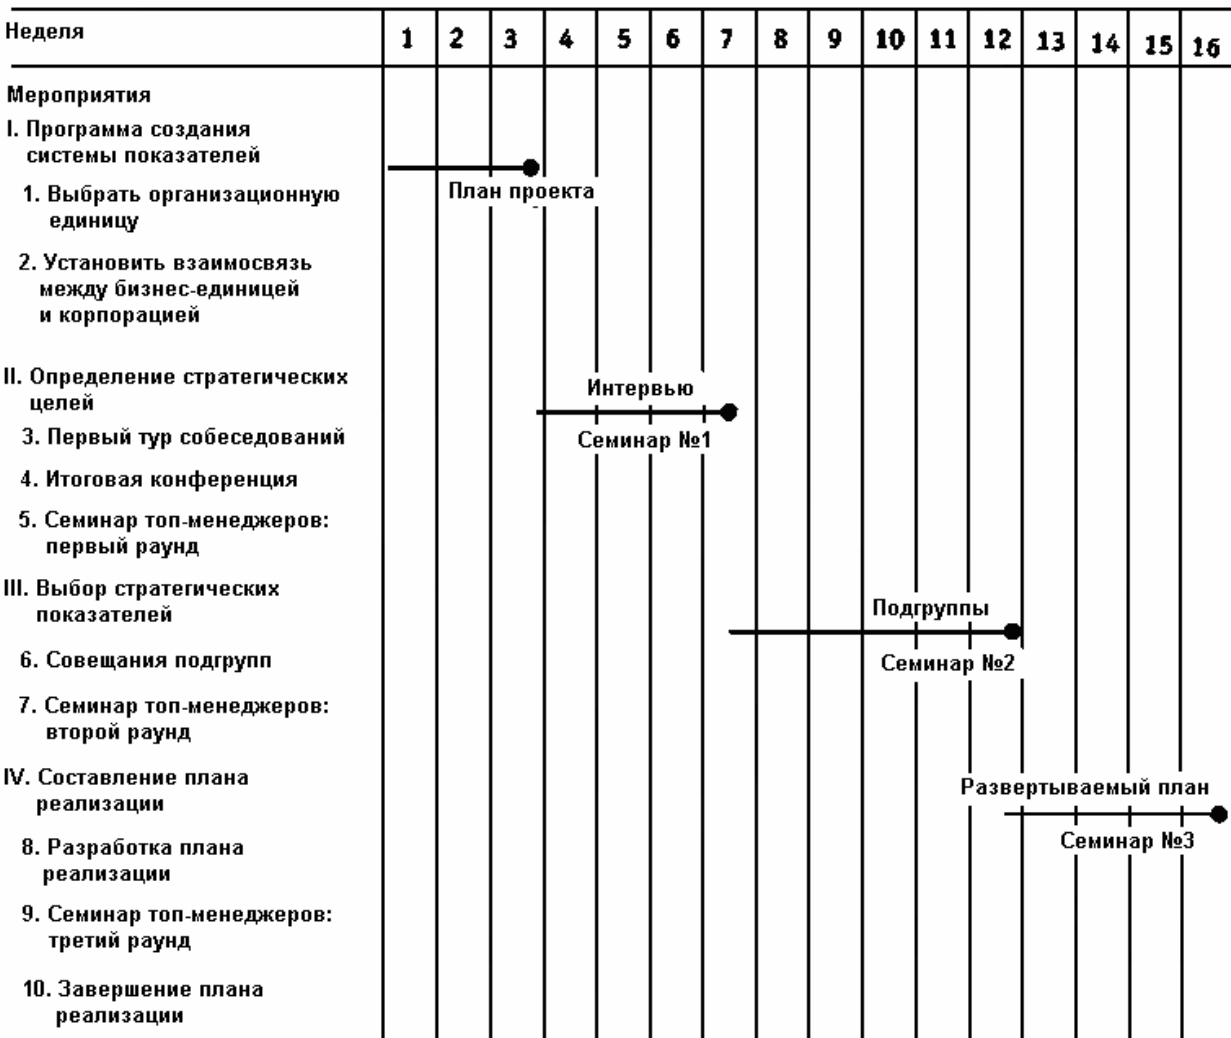 Неделя 1 2 3 4 5 6 7 8 9 10 11 12 13 14 15 16
Мероприятия
I. Программа создания
системы показателей
План проекта
1. Выбрать организационную
единицу
2. Установить взаимосвязь
между бизнес-единицей
и корпорацией
II. Определение стратегических
целей
Интервью
3. Первый тур собеседований
Семинар №1
4. Итоговая конференция
5. Семинар топ-менеджеров:
первый раунд
III. Выбор стратегических
показателей
Подгруппы
6. Совещания подгрупп
Семинар №2
7. Семинар топ-менеджеров:
второй раунд
IV. Составление плана
реализации
Развертываемый план
8. Разработка плана
реализации
Семинар №3
9. Семинар топ-менеджеров:
третий раунд
10. Завершение плана
реализации